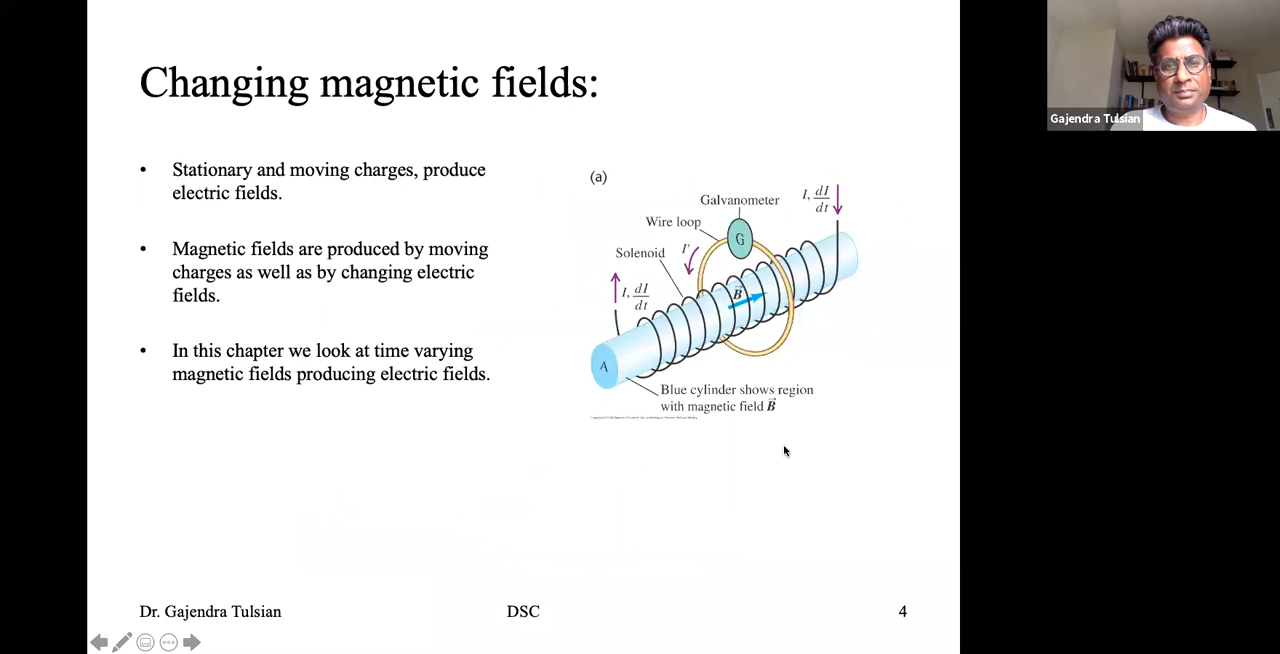 Changing magnetic fields:
• Stationary and moving charges, produce
electric fields.
• Magnetic fields are produced by moving
charges as well as by changing electric
fields.
• In this chapter we look at time varying
magnetic fields producing electric fields.
(a)
Galvanometer
I, dI/dt
Wire loop
G
Solenoid
I'
I, dI/dt
B⃗
A
Blue cylinder shows region
with magnetic field B⃗
Dr. Gajendra Tulsian
DSC
4
Gajendra Tulsian